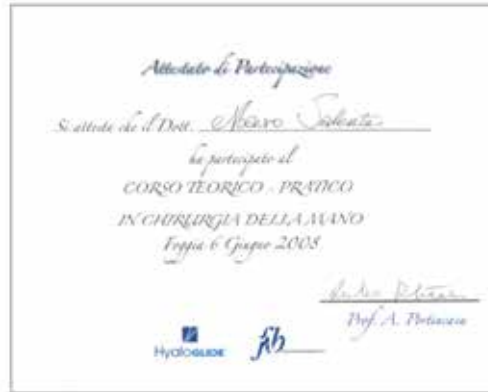 Attestato di Partecipazione
Si attesta che il Dott.
ha partecipato al
CORSO TEORICO - PRATICO
IN CHIRURGIA DELLA MANO
Foggia 6 Giugno 2008
Prof. A. Portincasa
HyaloGLIDE